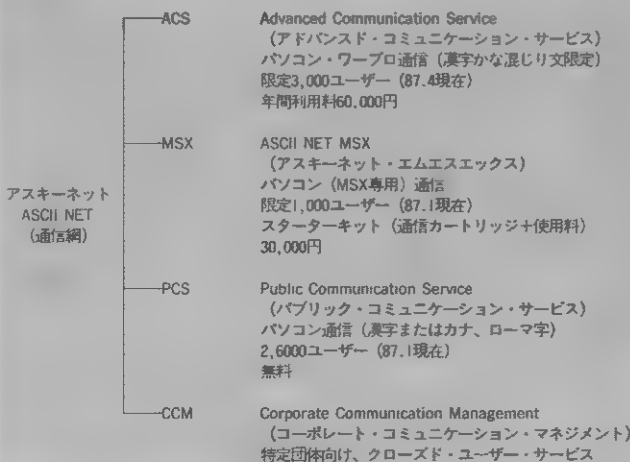 アスキーネット
ASCII NET
(通信網)
ACS
Advanced Communication Service
(アドバンスド・コミュニケーション・サービス)
パソコン・ワープロ通信(漢字かな混じり文限定)
限定3,000ユーザー(87.4現在)
年間利用料60,000円
MSX
ASCII NET MSX
(アスキーネット・エムエスエックス)
パソコン(MSX専用)通信
限定1,000ユーザー(87.1現在)
スターターキット(通信カートリッジ+使用料)
30,000円
PCS
Public Communication Service
(パブリック・コミュニケーション・サービス)
パソコン通信(漢字またはカナ、ローマ字)
2,6000ユーザー(87.1現在)
無料
CCM
Corporate Communication Management
(コーポレート・コミュニケーション・マネジメント)
特定団体向け、クローズド・ユーザー・サービス